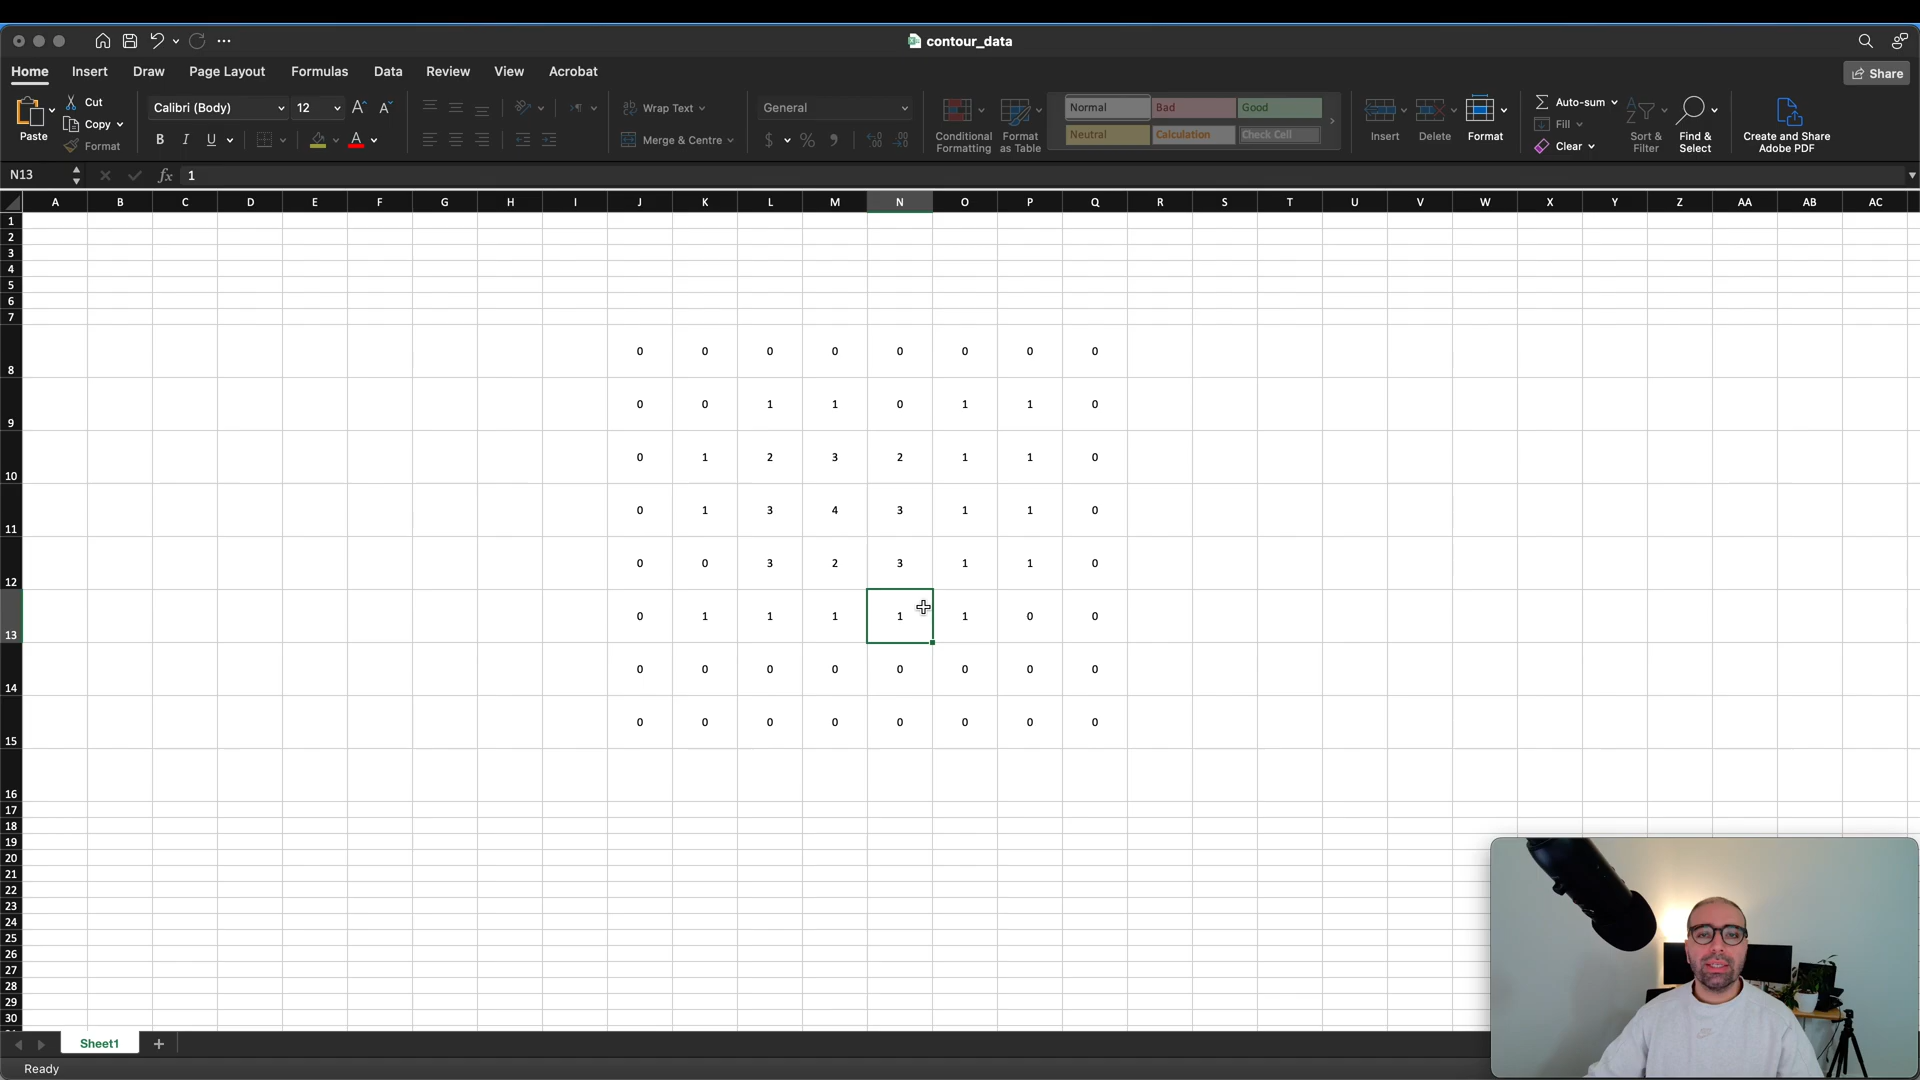 contour_data
Home Insert Draw Page Layout Formulas Data Review View Acrobat
Share
Paste
Cut
Copy
Format
Calibri (Body) 12
B I U
Wrap Text
Merge & Centre
General
$ %
Conditional Formatting
Format as Table
Normal Bad Good
Neutral Calculation Check Cell
Insert Delete Format
Auto-sum
Fill
Clear
Sort & Filter
Find & Select
Create and Share Adobe PDF
N13 fx 1
A B C D E F G H I J K L M N O P Q R S T U V W X Y Z AA AB AC
1
2
3
4
5
6
7
8 0 0 0 0 0 0 0 0
9 0 0 1 1 0 1 1 0
10 0 1 2 3 2 1 1 0
11 0 1 3 4 3 1 1 0
12 0 0 3 2 3 1 1 0
13 0 1 1 1 1 1 0 0
14 0 0 0 0 0 0 0 0
15 0 0 0 0 0 0 0 0
16
17
18
19
20
21
22
23
24
25
26
27
28
29
30
Sheet1 +
Ready